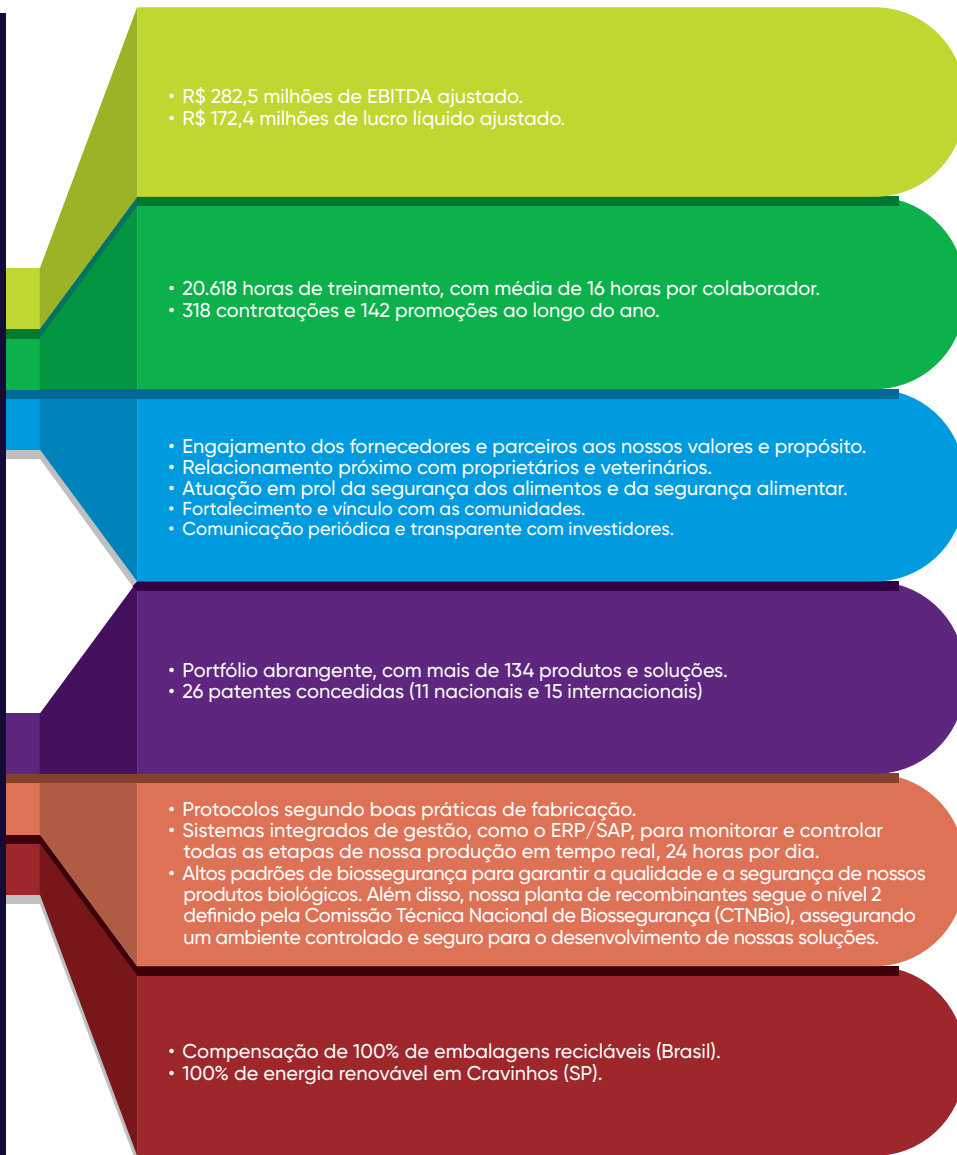 • R$ 282,5 milhões de EBITDA ajustado.
• R$ 172,4 milhões de lucro líquido ajustado.
• 20.618 horas de treinamento, com média de 16 horas por colaborador.
• 318 contratações e 142 promoções ao longo do ano.
• Engajamento dos fornecedores e parceiros aos nossos valores e propósito.
• Relacionamento próximo com proprietários e veterinários.
• Atuação em prol da segurança dos alimentos e da segurança alimentar.
• Fortalecimento e vínculo com as comunidades.
• Comunicação periódica e transparente com investidores.
• Portfólio abrangente, com mais de 134 produtos e soluções.
• 26 patentes concedidas (11 nacionais e 15 internacionais)
• Protocolos segundo boas práticas de fabricação.
• Sistemas integrados de gestão, como o ERP/SAP, para monitorar e controlar
todas as etapas de nossa produção em tempo real, 24 horas por dia.
• Altos padrões de biossegurança para garantir a qualidade e a segurança de nossos
produtos biológicos. Além disso, nossa planta de recombinantes segue o nível 2
definido pela Comissão Técnica Nacional de Biossegurança (CTNBio), assegurando
um ambiente controlado e seguro para o desenvolvimento de nossas soluções.
• Compensação de 100% de embalagens recicláveis (Brasil).
• 100% de energia renovável em Cravinhos (SP).